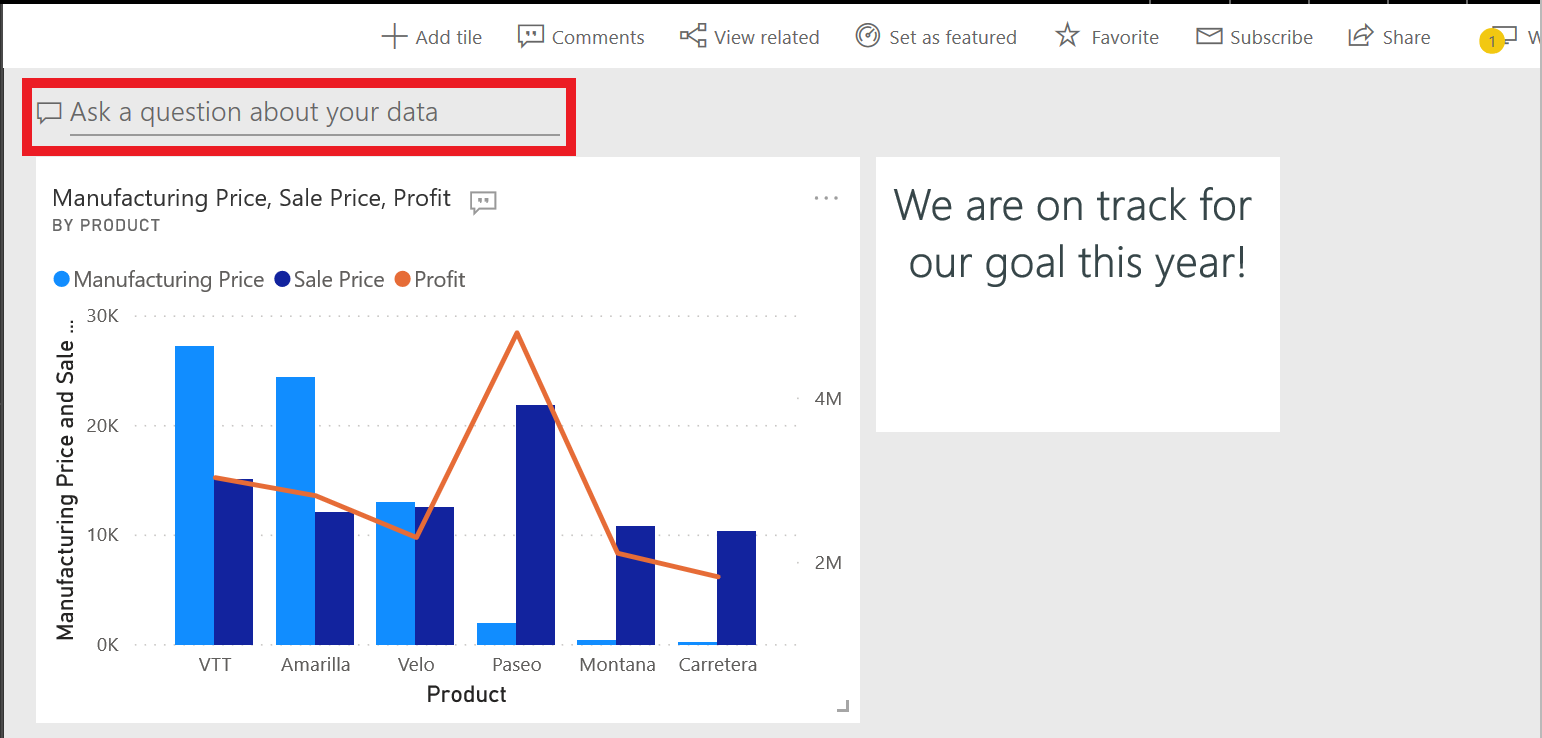 Add tile Comments View related Set as featured Favorite Subscribe Share 1 W
Ask a question about your data
Manufacturing Price, Sale Price, Profit
BY PRODUCT
Manufacturing Price Sale Price Profit
Manufacturing Price and Sale ...
30K
20K
10K
0K
4M
2M
VTT Amarilla Velo Paseo Montana Carretera
Product
We are on track for
our goal this year!